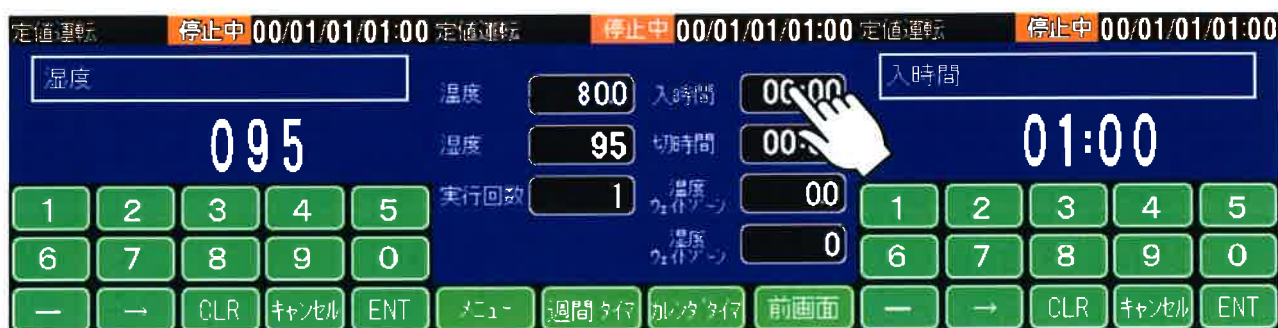 定値運転 停止中 00/01/01/01:00
湿度
095
1 2 3 4 5
6 7 8 9 0
— → CLR キャンセル ENT
定値運転 停止中 00/01/01/01:00
温度 80.0 入時間 00:00
湿度 95 切時間 00:
実行回数 1 温度ウェイトゾーン 0.0
湿度ウェイトゾーン 0
メニュー 週間タイマ カレンダタイマ 前画面
定値運転 停止中 00/01/01/01:00
入時間
01:00
1 2 3 4 5
6 7 8 9 0
— → CLR キャンセル ENT